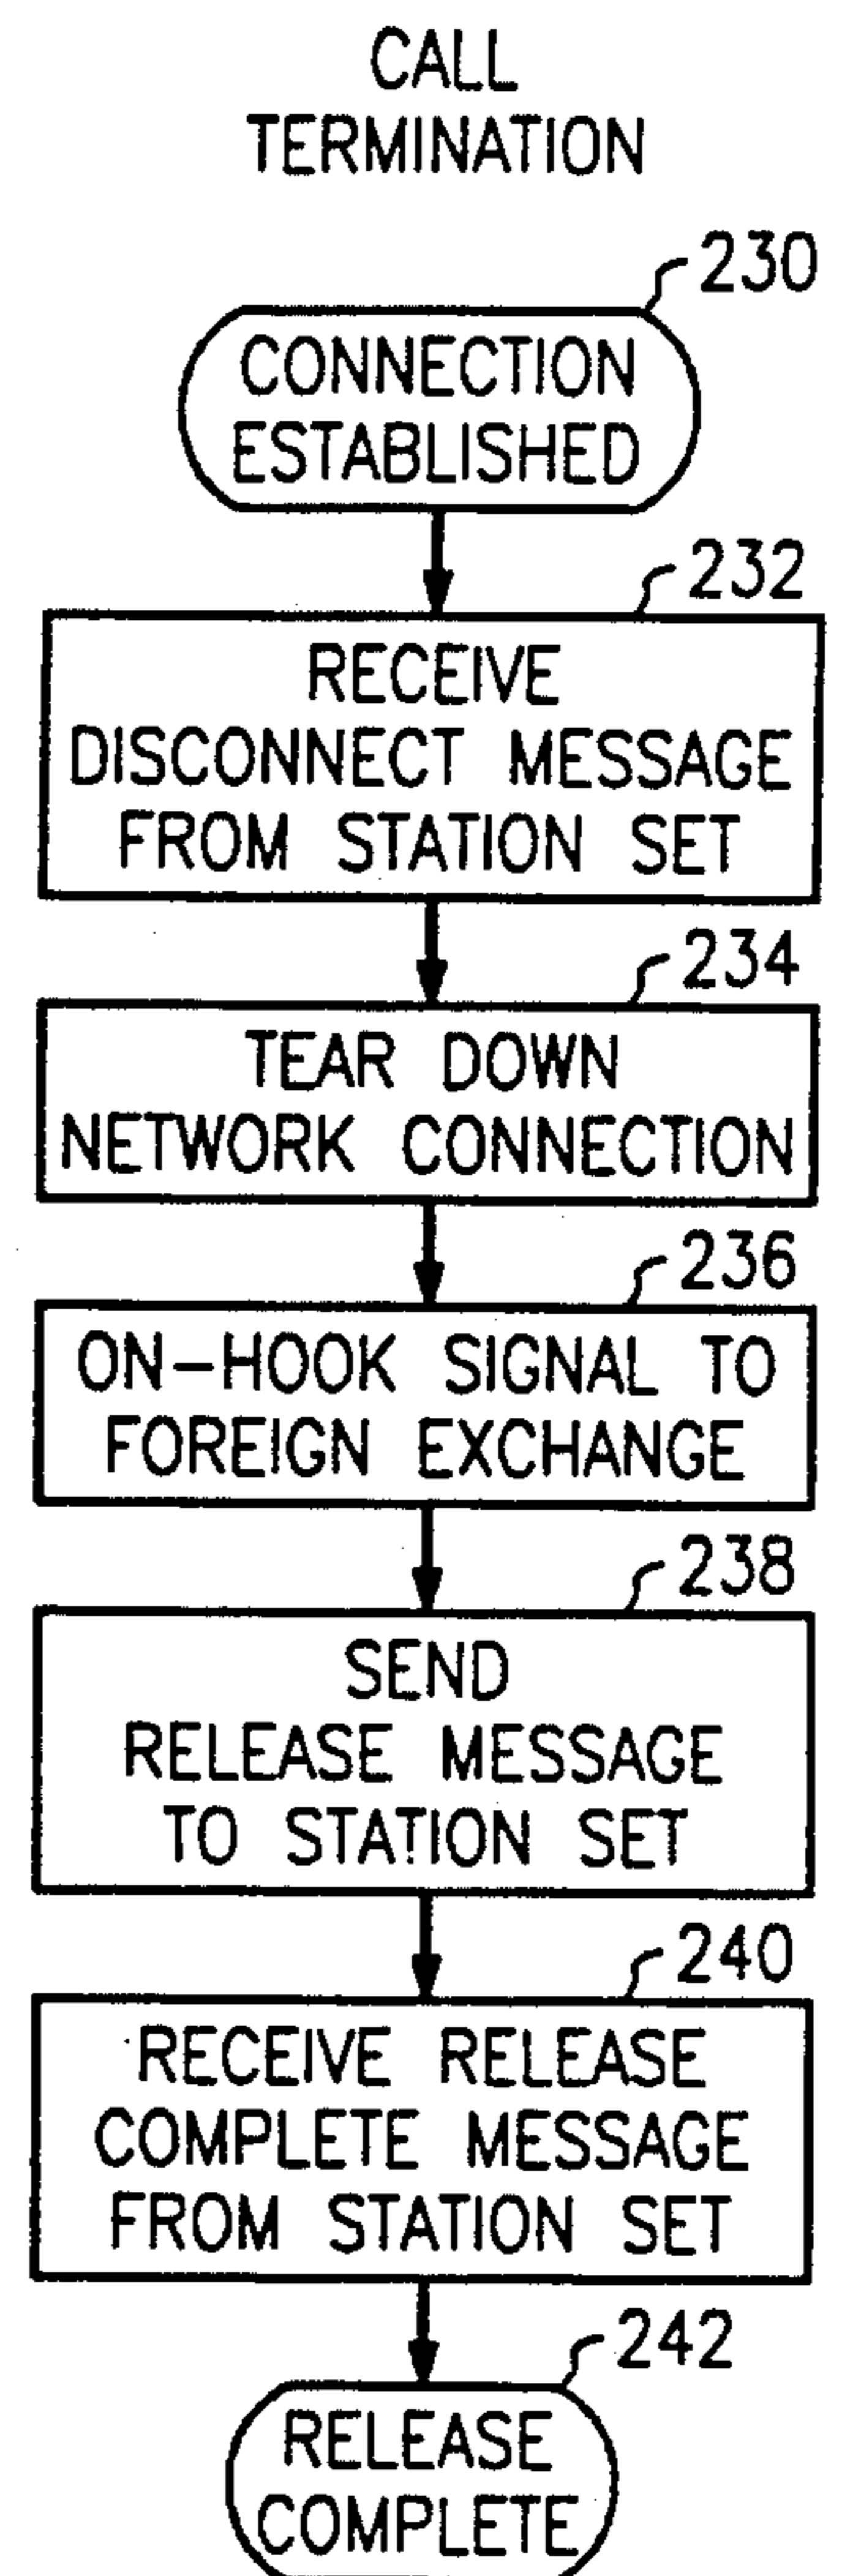 CALL
TERMINATION
230
CONNECTION
ESTABLISHED
232
RECEIVE
DISCONNECT MESSAGE
FROM STATION SET
234
TEAR DOWN
NETWORK CONNECTION
236
ON-HOOK SIGNAL TO
FOREIGN EXCHANGE
238
SEND
RELEASE MESSAGE
TO STATION SET
240
RECEIVE RELEASE
COMPLETE MESSAGE
FROM STATION SET
242
RELEASE
COMPLETE